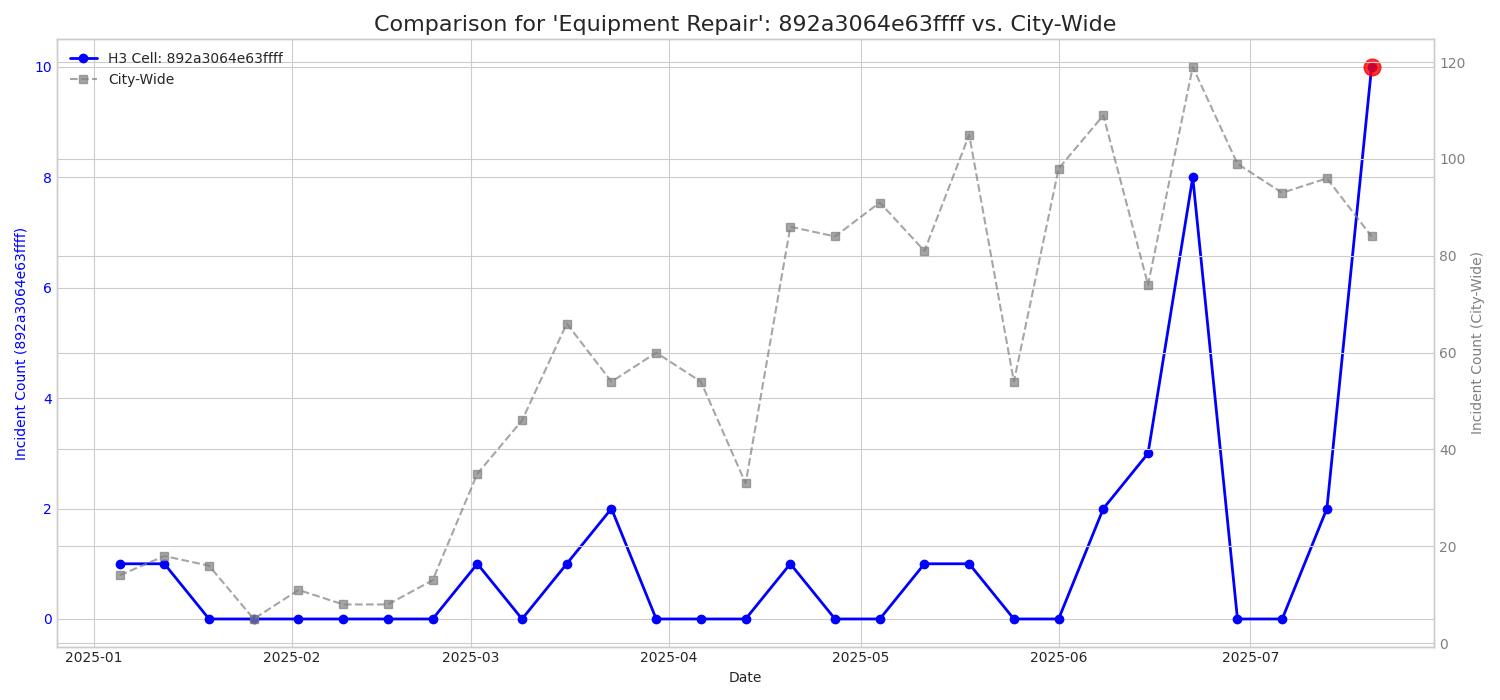 Comparison for 'Equipment Repair': 892a3064e63ffff vs. City-Wide
H3 Cell: 892a3064e63ffff
City-Wide
Incident Count (892a3064e63ffff)
10
8
6
4
2
0
120
100
80
60
40
20
0
Incident Count (City-Wide)
2025-01 2025-02 2025-03 2025-04 2025-05 2025-06 2025-07
Date